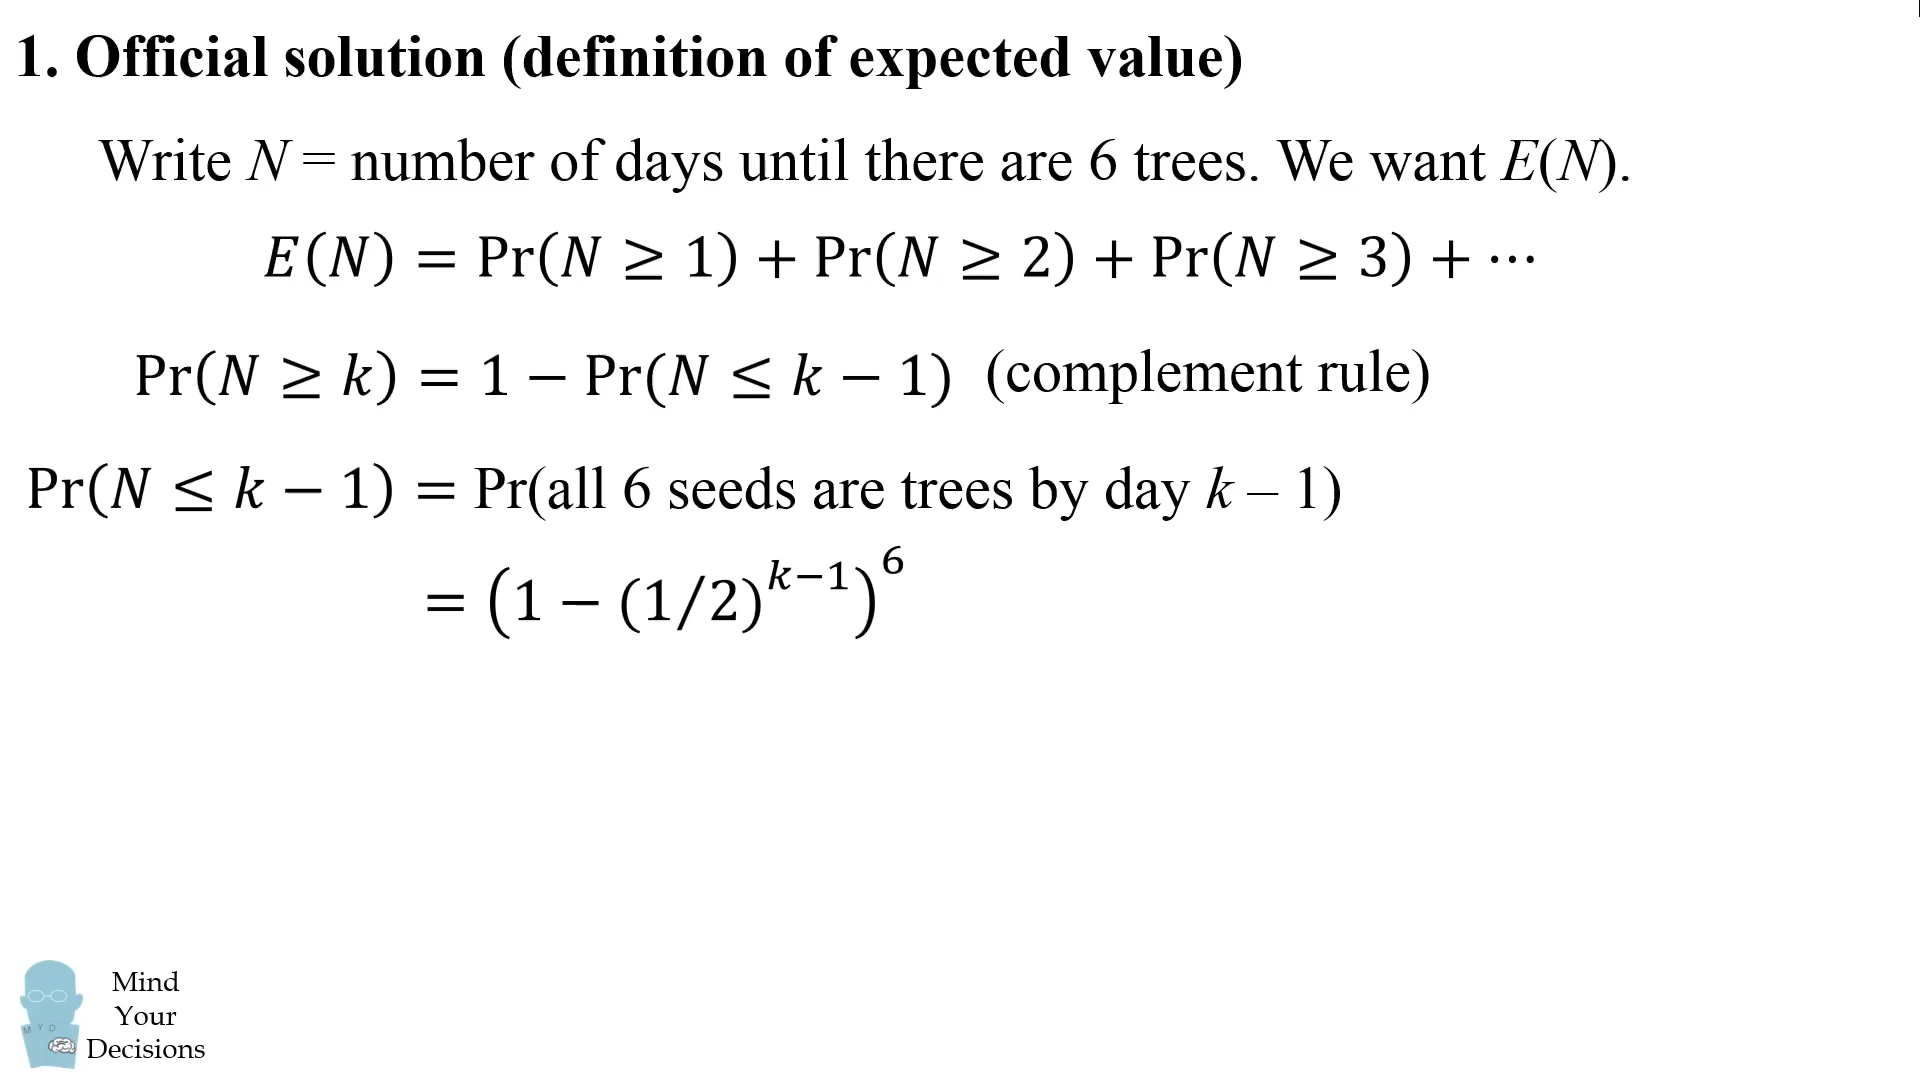 1. Official solution (definition of expected value)
Write N = number of days until there are 6 trees. We want E(N).
E(N) = Pr(N ≥ 1) + Pr(N ≥ 2) + Pr(N ≥ 3) + ⋯
Pr(N ≥ k) = 1 − Pr(N ≤ k − 1) (complement rule)
Pr(N ≤ k − 1) = Pr(all 6 seeds are trees by day k – 1)
= (1 − (1/2)^{k−1})^6
Mind
Your
Decisions
M Y D